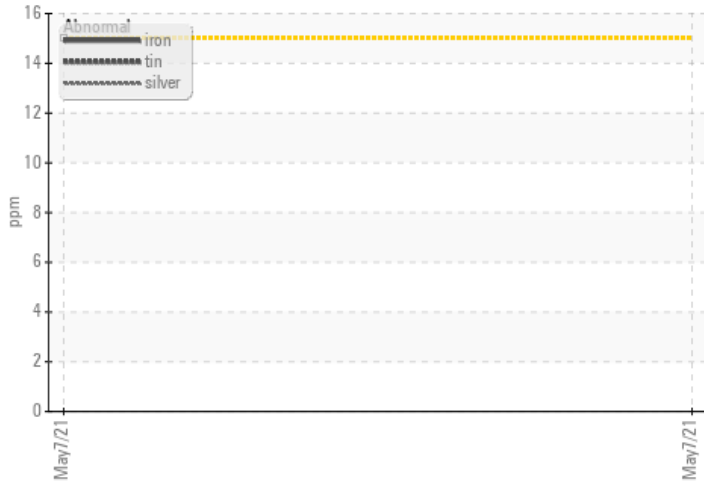 16
Abnormal
iron
tin
silver
14
12
10
8
6
4
2
0
ppm
May7/21
May7/21